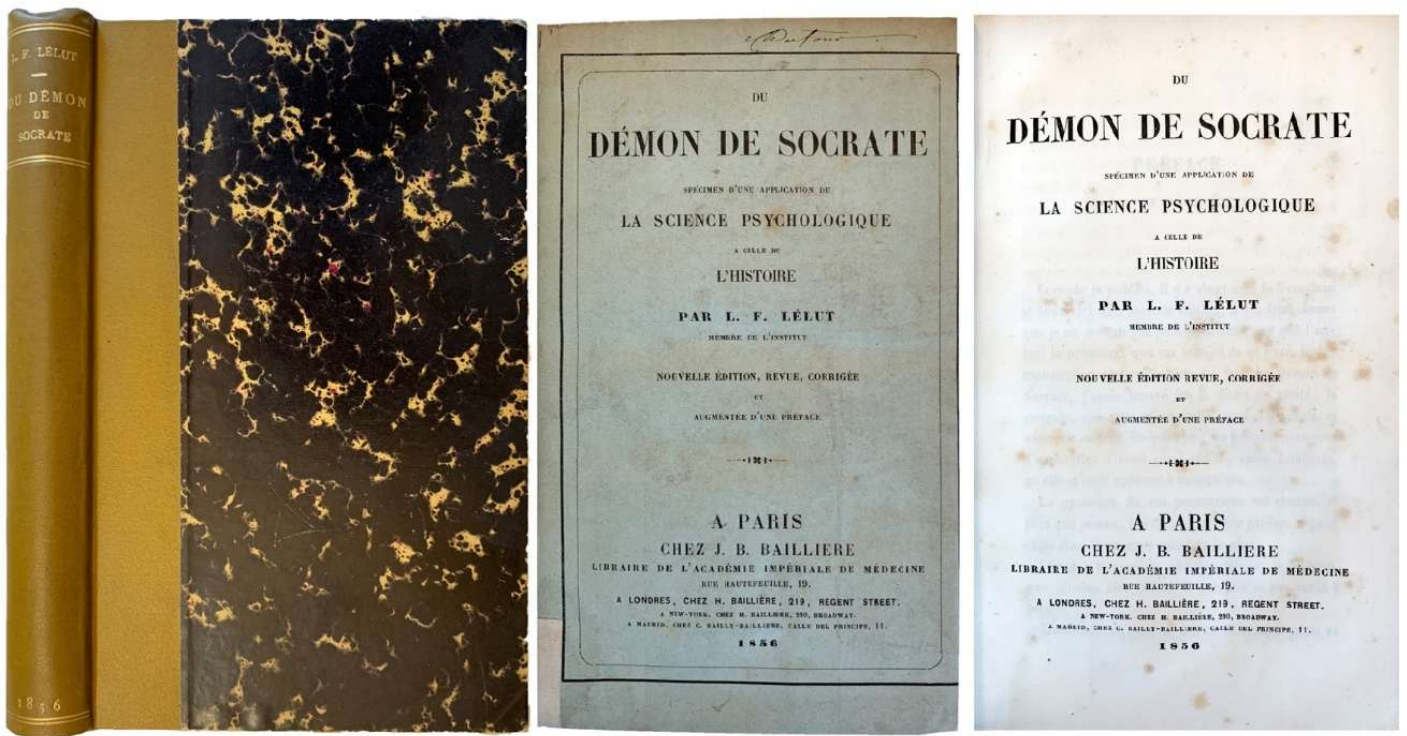 L. F. LÉLUT
DU DÉMON
DE
SOCRATE
1856
DU
DÉMON DE SOCRATE
SPÉCIMEN D'UNE APPLICATION DE
LA SCIENCE PSYCHOLOGIQUE
A CELLE DE
L'HISTOIRE
PAR L. F. LÉLUT
MEMBRE DE L'INSTITUT
NOUVELLE ÉDITION, REVUE, CORRIGÉE
ET
AUGMENTÉE D'UNE PRÉFACE
A PARIS
CHEZ J. B. BAILLIERE
LIBRAIRE DE L'ACADÉMIE IMPÉRIALE DE MÉDECINE
RUE HAUTEFEUILLE, 19.
A LONDRES, CHEZ H. BAILLIÈRE, 219, REGENT STREET.
A NEW-YORK, CHEZ H. BAILLIERE, 290, BROADWAY.
A MADRID, CHEZ C. BAILLY-BAILLIERE, CALLE DEL PRINCIPE, 11.
1856
DU
DÉMON DE SOCRATE
SPÉCIMEN D'UNE APPLICATION DE
LA SCIENCE PSYCHOLOGIQUE
A CELLE DE
L'HISTOIRE
PAR L. F. LÉLUT
MEMBRE DE L'INSTITUT
NOUVELLE ÉDITION REVUE, CORRIGÉE
ET
AUGMENTÉE D'UNE PRÉFACE
A PARIS
CHEZ J. B. BAILLIERE
LIBRAIRE DE L'ACADÉMIE IMPÉRIALE DE MÉDECINE
RUE HAUTEFEUILLE, 19.
A LONDRES, CHEZ H. BAILLIÈRE, 219, REGENT STREET.
A NEW-YORK, CHEZ H. BAILLIERE, 290, BROADWAY.
A MADRID, CHEZ C. BAILLY-BAILLIERE, CALLE DEL PRINCIPE, 11.
1856